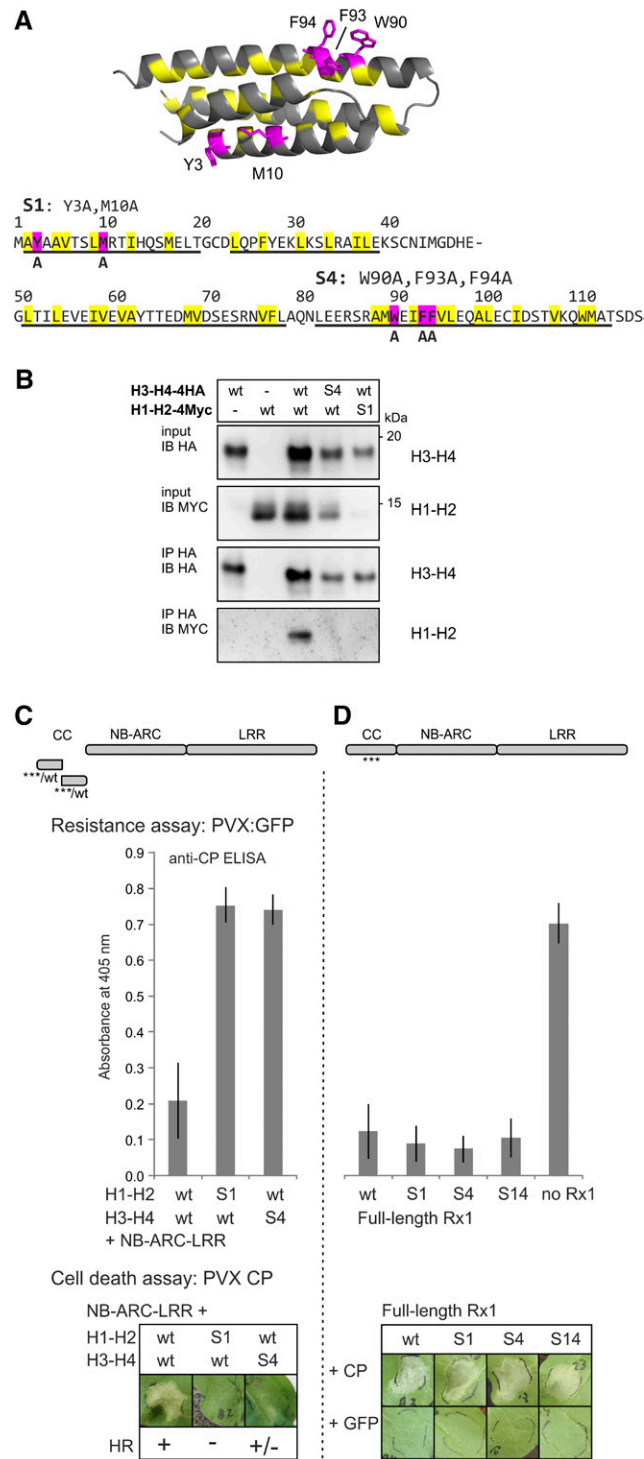 A
F94
F93
W90
Y3
M10
S1: Y3A,M10A
1 10 20 30 40
MAYAAVTSLMRTIHQSMELTGCDLQPFYEKLKSLRAILEKSCNIMGDHE-
A A
S4: W90A,F93A,F94A
50 60 70 80 90 100 110
GLTILEVEIVEVAYTTEDMVDSESRNVFLAQNLEERSRAMWEIFFVLEQALECIDSTVKQWMATSDS
A AA
B
H3-H4-4HA wt - wt S4 wt
H1-H2-4Myc - wt wt wt S1
kDa
input
IB HA
20
H3-H4
input
IB MYC
15
H1-H2
IP HA
IB HA
H3-H4
IP HA
IB MYC
H1-H2
C
CC
NB-ARC
LRR
***/wt
***/wt
D
CC
NB-ARC
LRR
***
Resistance assay: PVX:GFP
anti-CP ELISA
Absorbance at 405 nm
0.9
0.8
0.7
0.6
0.5
0.4
0.3
0.2
0.1
0.0
H1-H2 wt S1 wt
H3-H4 wt wt S4
+ NB-ARC-LRR
wt S1 S4 S14 no Rx1
Full-length Rx1
Cell death assay: PVX CP
NB-ARC-LRR +
H1-H2 wt S1 wt
H3-H4 wt wt S4
HR + - +/-
Full-length Rx1
wt S1 S4 S14
+ CP
+ GFP